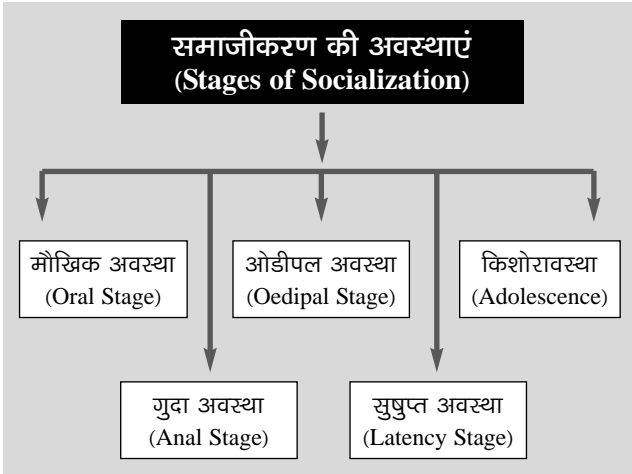 समाजीकरण की अवस्थाएं
(Stages of Socialization)
मौखिक अवस्था
(Oral Stage)
ओडीपल अवस्था
(Oedipal Stage)
किशोरावस्था
(Adolescence)
गुदा अवस्था
(Anal Stage)
सुषुप्त अवस्था
(Latency Stage)